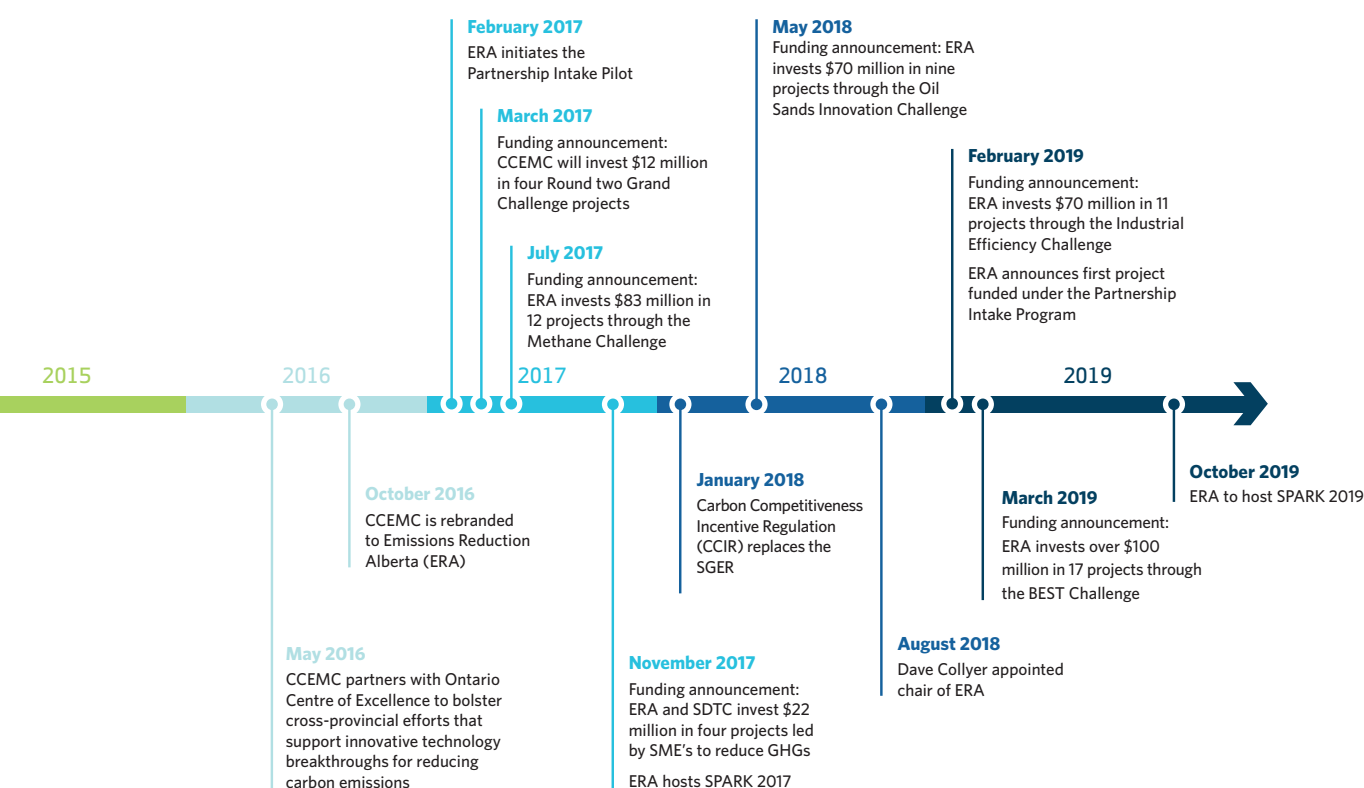 February 2017
ERA initiates the
Partnership Intake Pilot
March 2017
Funding announcement:
CCEMC will invest $12 million
in four Round two Grand
Challenge projects
July 2017
Funding announcement:
ERA invests $83 million in
12 projects through the
Methane Challenge
May 2018
Funding announcement: ERA
invests $70 million in nine
projects through the Oil
Sands Innovation Challenge
February 2019
Funding announcement:
ERA invests $70 million in 11
projects through the Industrial
Efficiency Challenge
ERA announces first project
funded under the Partnership
Intake Program
2015
2016
2017
2018
2019
October 2016
CCEMC is rebranded
to Emissions Reduction
Alberta (ERA)
May 2016
CCEMC partners with Ontario
Centre of Excellence to bolster
cross-provincial efforts that
support innovative technology
breakthroughs for reducing
carbon emissions
November 2017
Funding announcement:
ERA and SDTC invest $22
million in four projects led
by SME's to reduce GHGs
ERA hosts SPARK 2017
January 2018
Carbon Competitiveness
Incentive Regulation
(CCIR) replaces the
SGER
August 2018
Dave Collyer appointed
chair of ERA
March 2019
Funding announcement:
ERA invests over $100
million in 17 projects through
the BEST Challenge
October 2019
ERA to host SPARK 2019